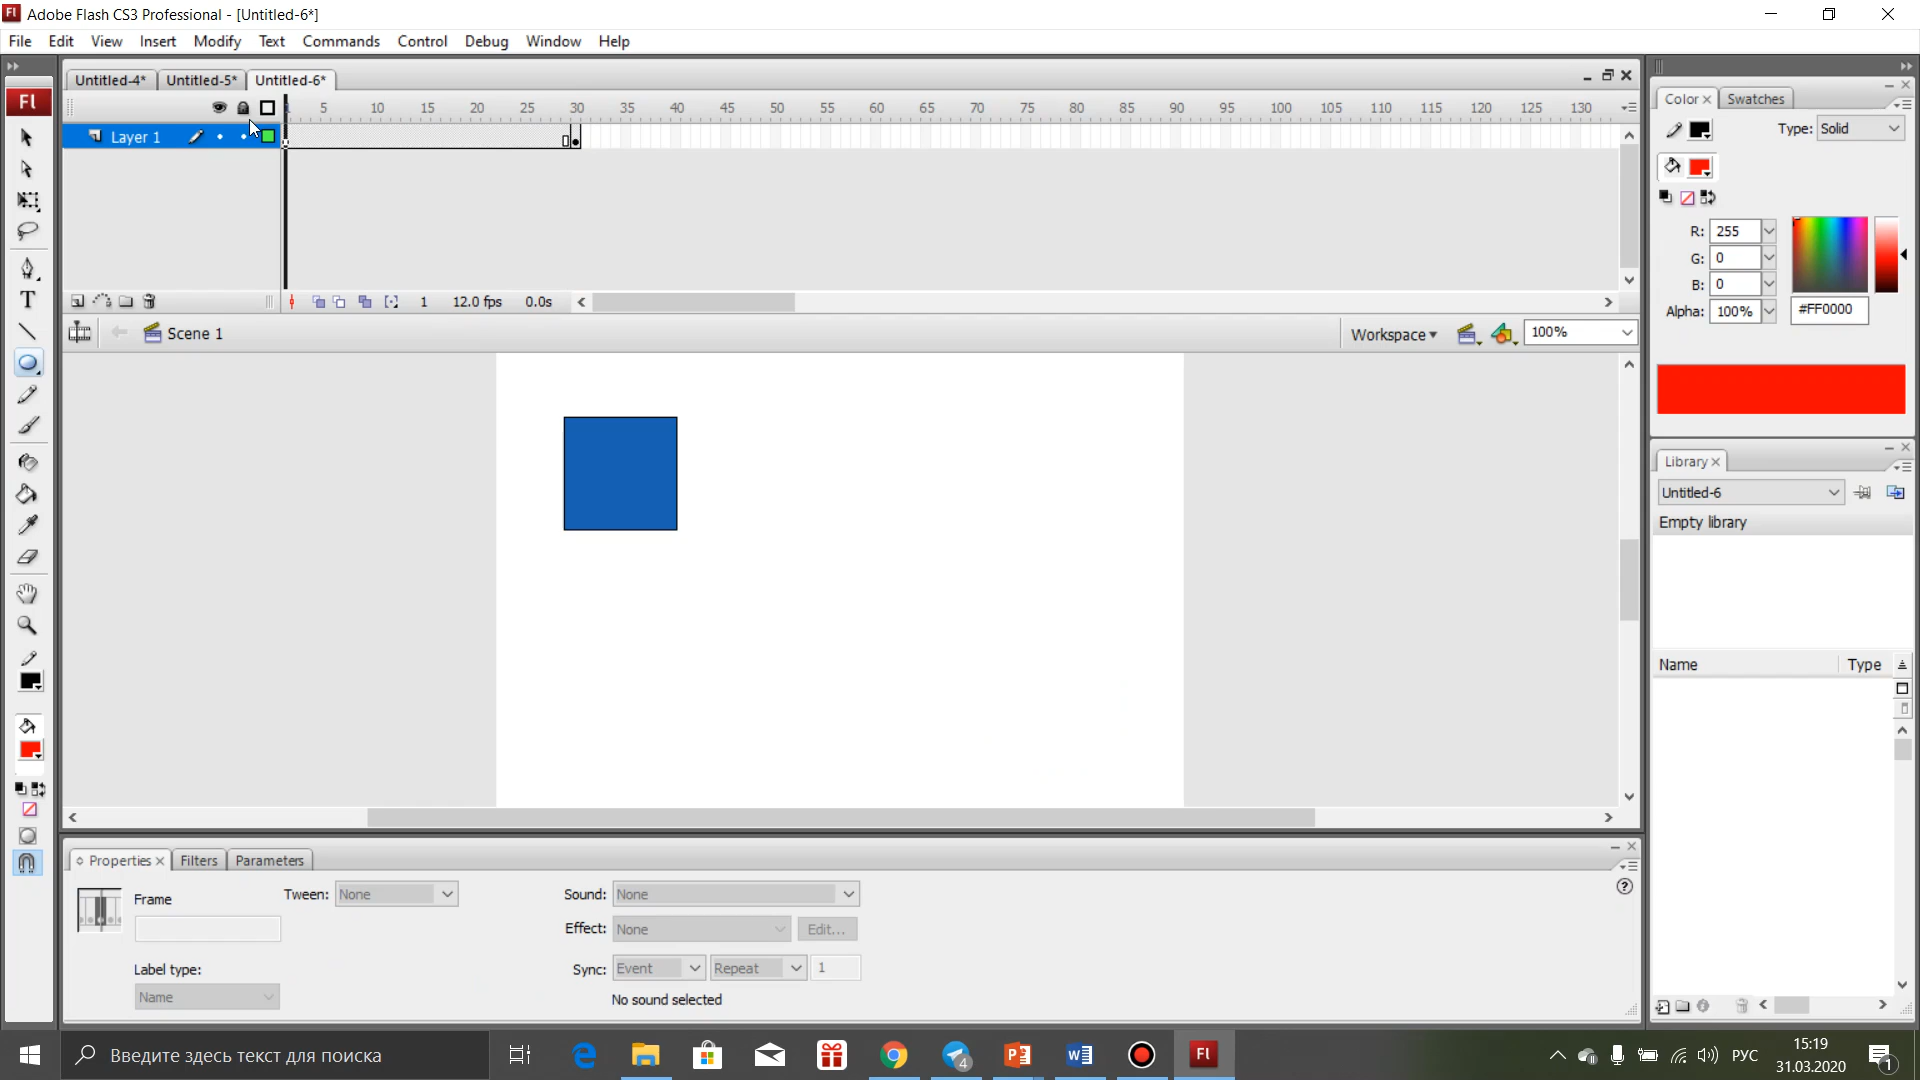 Adobe Flash CS3 Professional - [Untitled-6*]
File Edit View Insert Modify Text Commands Control Debug Window Help
Untitled-4* Untitled-5* Untitled-6*
Fl
5 10 15 20 25 30 35 40 45 50 55 60 65 70 75 80 85 90 95 100 105 110 115 120 125 130
Layer 1
1 12.0 fps 0.0s
Scene 1
Workspace 100%
Color Swatches
Type: Solid
R: 255
G: 0
B: 0
Alpha: 100% #FF0000
Library
Untitled-6
Empty library
Name Type
Properties Filters Parameters
Frame
Tween: None
Sound: None
Effect: None Edit...
Label type:
Name
Sync: Event Repeat 1
No sound selected
Введите здесь текст для поиска
4
Fl
РУС
15:19
31.03.2020
1